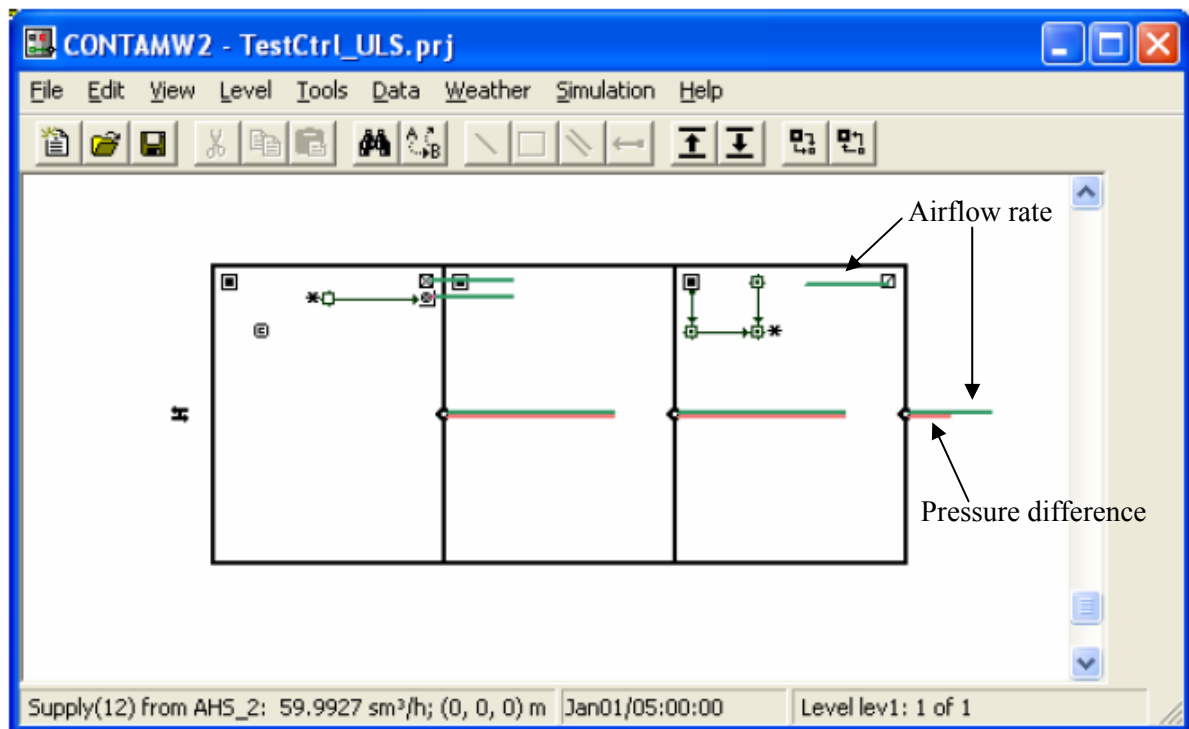 CONTAMW2 - TestCtrl_ULS.prj
File Edit View Level Tools Data Weather Simulation Help
A B
Airflow rate
C
Pressure difference
Supply(12) from AHS_2: 59.9927 sm³/h; (0, 0, 0) m Jan01/05:00:00 Level lev1: 1 of 1